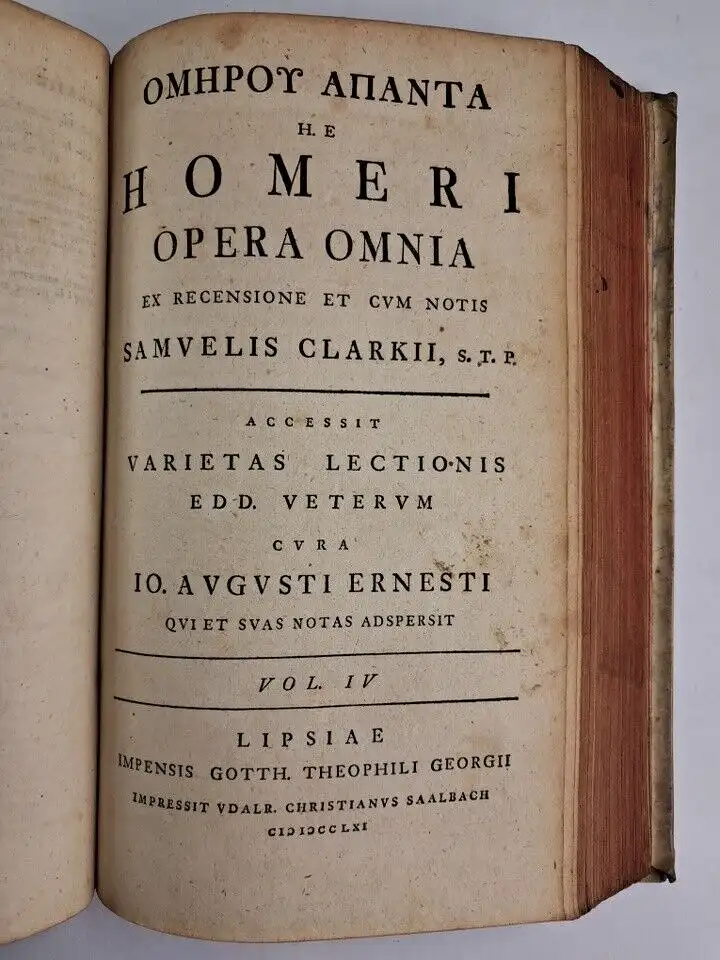 ΟΜΗΡΟΥ ΑΠΑΝΤΑ
H. E
HOMERI
OPERA OMNIA
EX RECENSIONE ET CVM NOTIS
SAMVELIS CLARKII, S. T. P.
ACCESSIT
VARIETAS LECTIONIS
EDD. VETERVM
CVRA
IO. AVGVSTI ERNESTI
QVI ET SVAS NOTAS ADSPERSIT
VOL. IV
LIPSIAE
IMPENSIS GOTTH. THEOPHILI GEORGII
IMPRESSIT VDALR. CHRISTIANVS SAALBACH
CIↃIↃCCLXI